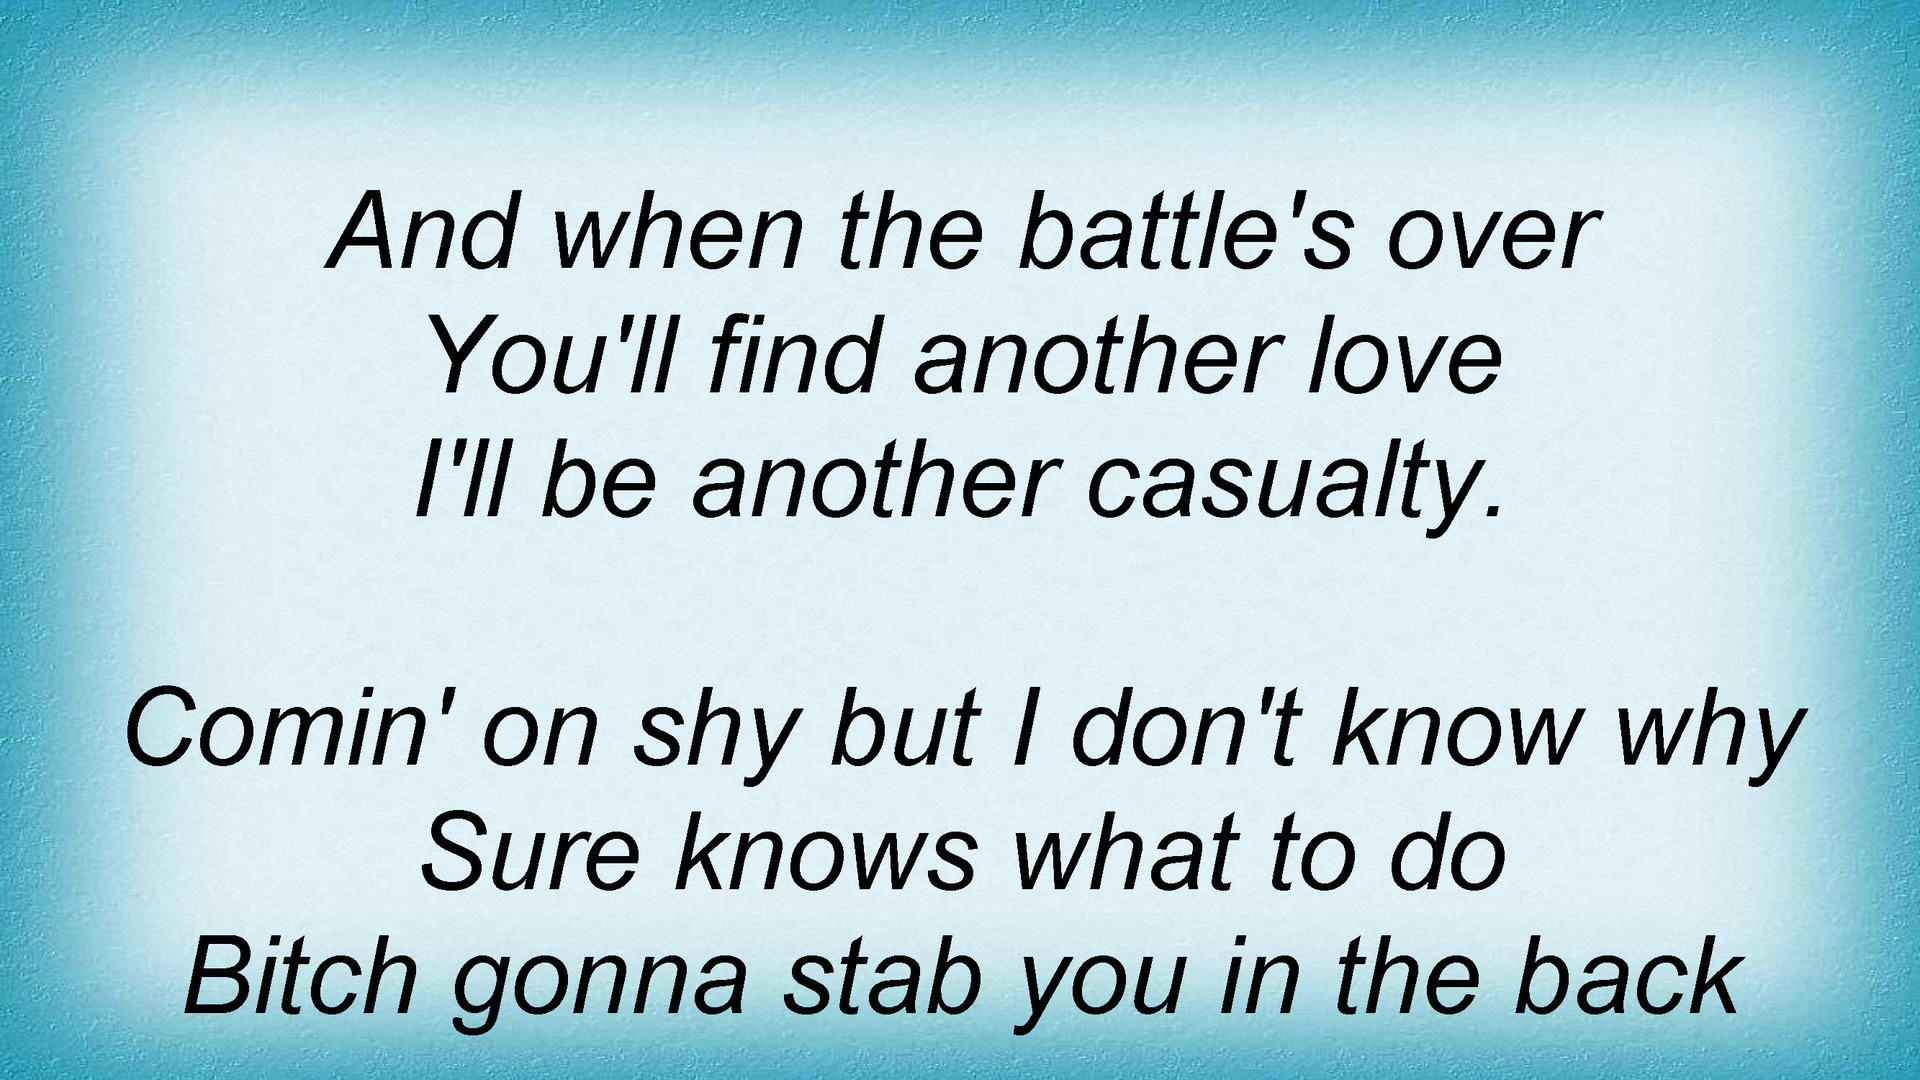 And when the battle's over
You'll find another love
I'll be another casualty.
Comin' on shy but I don't know why
Sure knows what to do
Bitch gonna stab you in the back